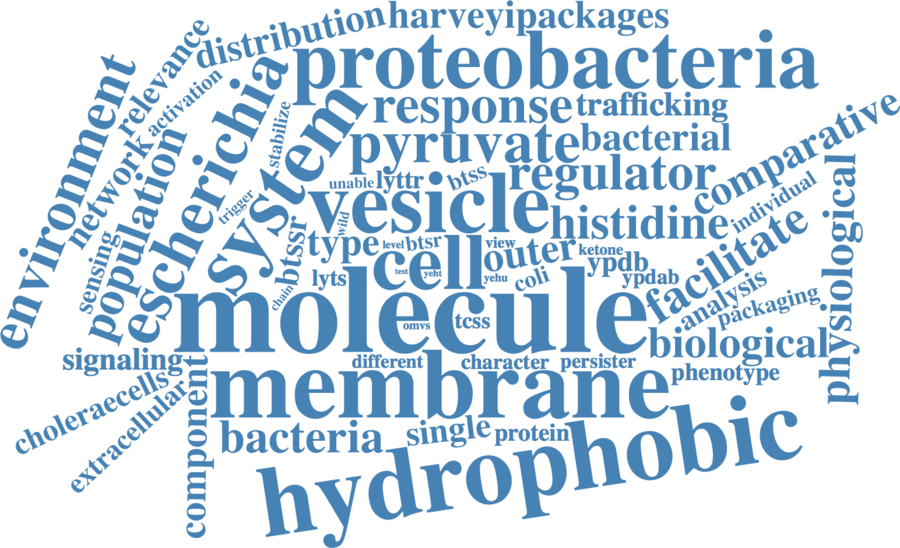 harveyipackages
distribution
relevance
proteobacteria
activation
environment
response
trafficking
escherichia
stabilize
system
network
population
pyruvate
bacterial
comparative
regulator
unable
lyttr
btss
vesicle
histidine
individual
physiological
trigger
wild
sensing
btssr
type
level
btsr
view
outer
ketone
facilitate
cell
test
yeht
yehu
coli
ypdb
ypdab
lyts
chain
molecule
omvs
tcss
analysis
packaging
biological
signaling
different
character
persister
phenotype
membrane
choleraecells
extracellular
component
bacteria
single
protein
hydrophobic